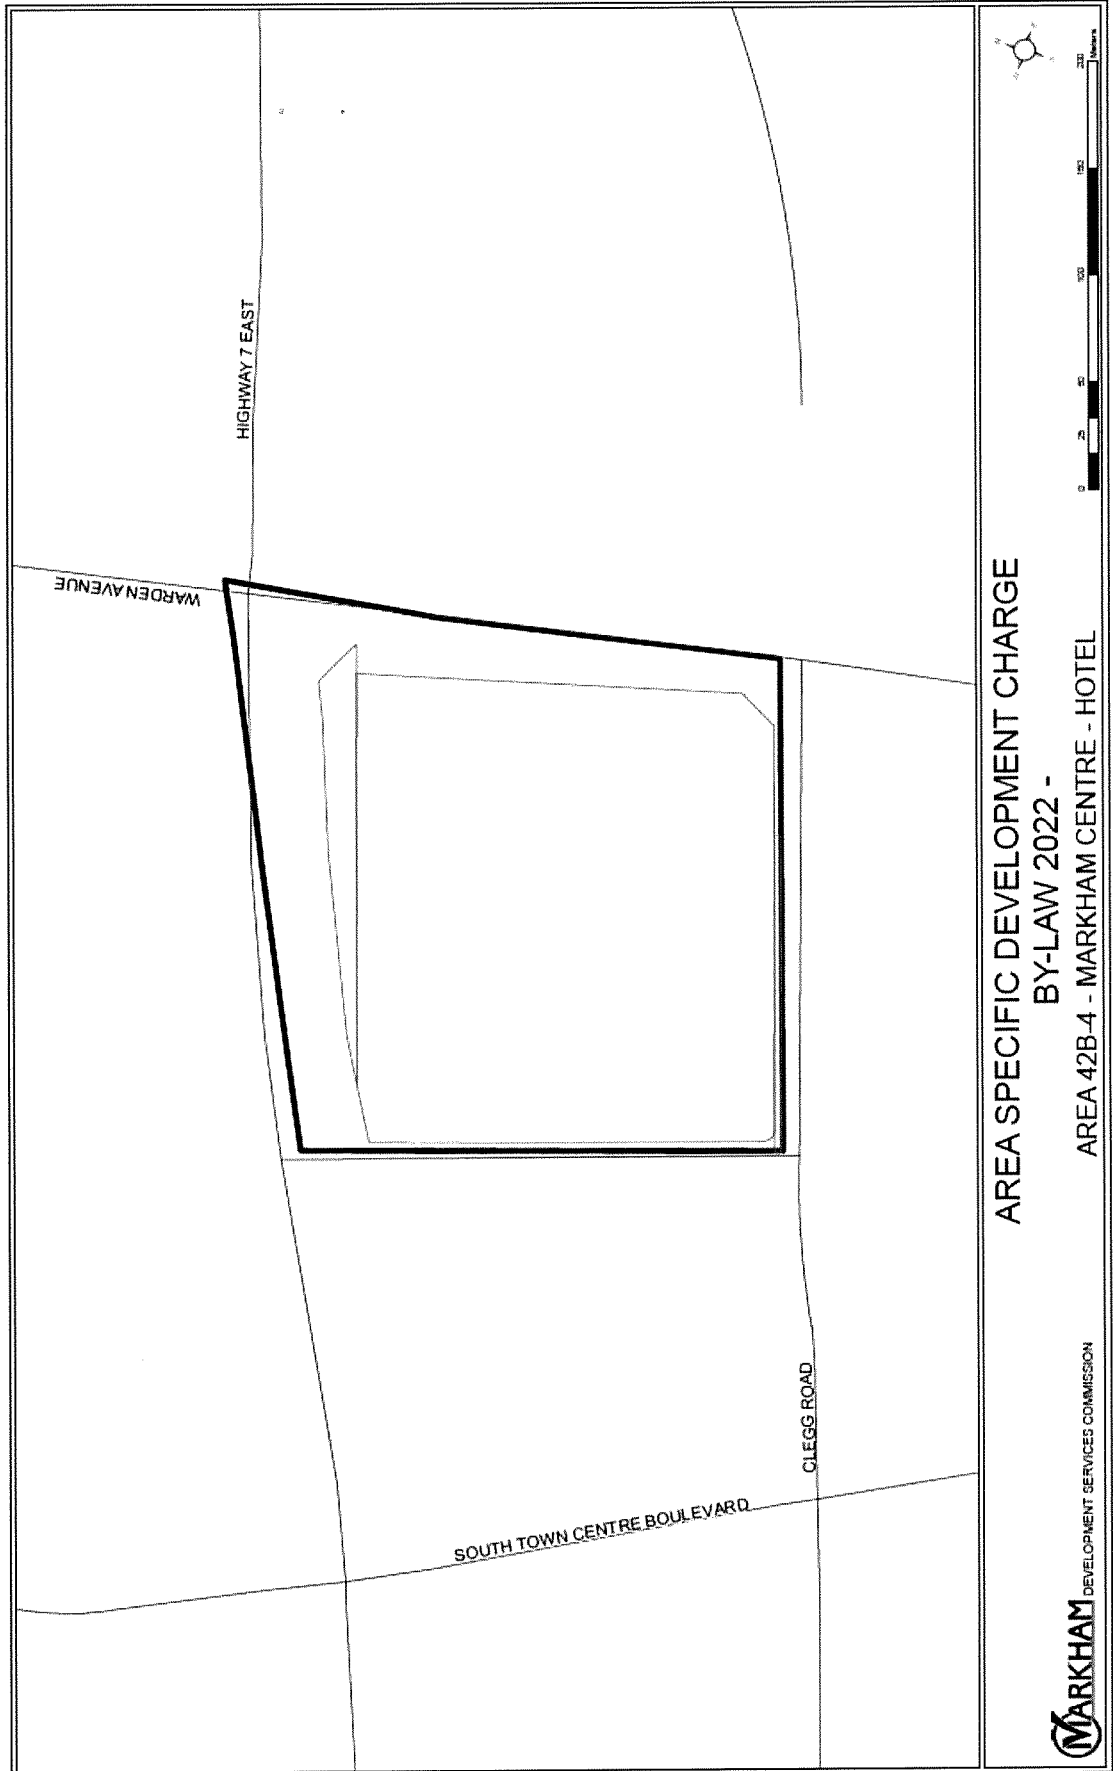 HIGHWAY 7 EAST
WARDEN AVENUE
CLEGG ROAD
SOUTH TOWN CENTRE BOULEVARD
AREA SPECIFIC DEVELOPMENT CHARGE
BY-LAW 2022 -
AREA 42B-4 - MARKHAM CENTRE - HOTEL
MARKHAM DEVELOPMENT SERVICES COMMISSION
0 25 50 100 150 200
Meters